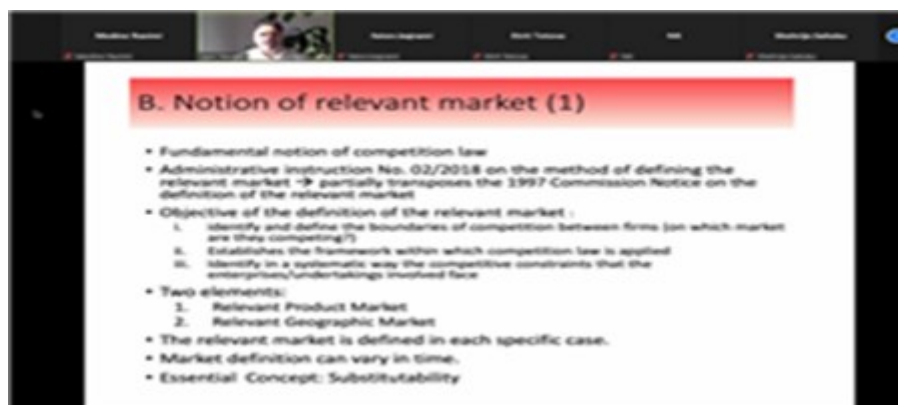 B. Notion of relevant market (1)
• Fundamental notion of competition law
• Administrative instruction No. 02/2018 on the method of defining the
relevant market → partially transposes the 1997 Commission Notice on the
definition of the relevant market
• Objective of the definition of the relevant market :
i. Identify and define the boundaries of competition between firms (on which market
are they competing?)
ii. Establishes the framework within which competition law is applied
iii. Identify in a systematic way the competitive constraints that the
enterprises/undertakings involved face
• Two elements:
1. Relevant Product Market
2. Relevant Geographic Market
• The relevant market is defined in each specific case.
• Market definition can vary in time.
• Essential Concept: Substitutability